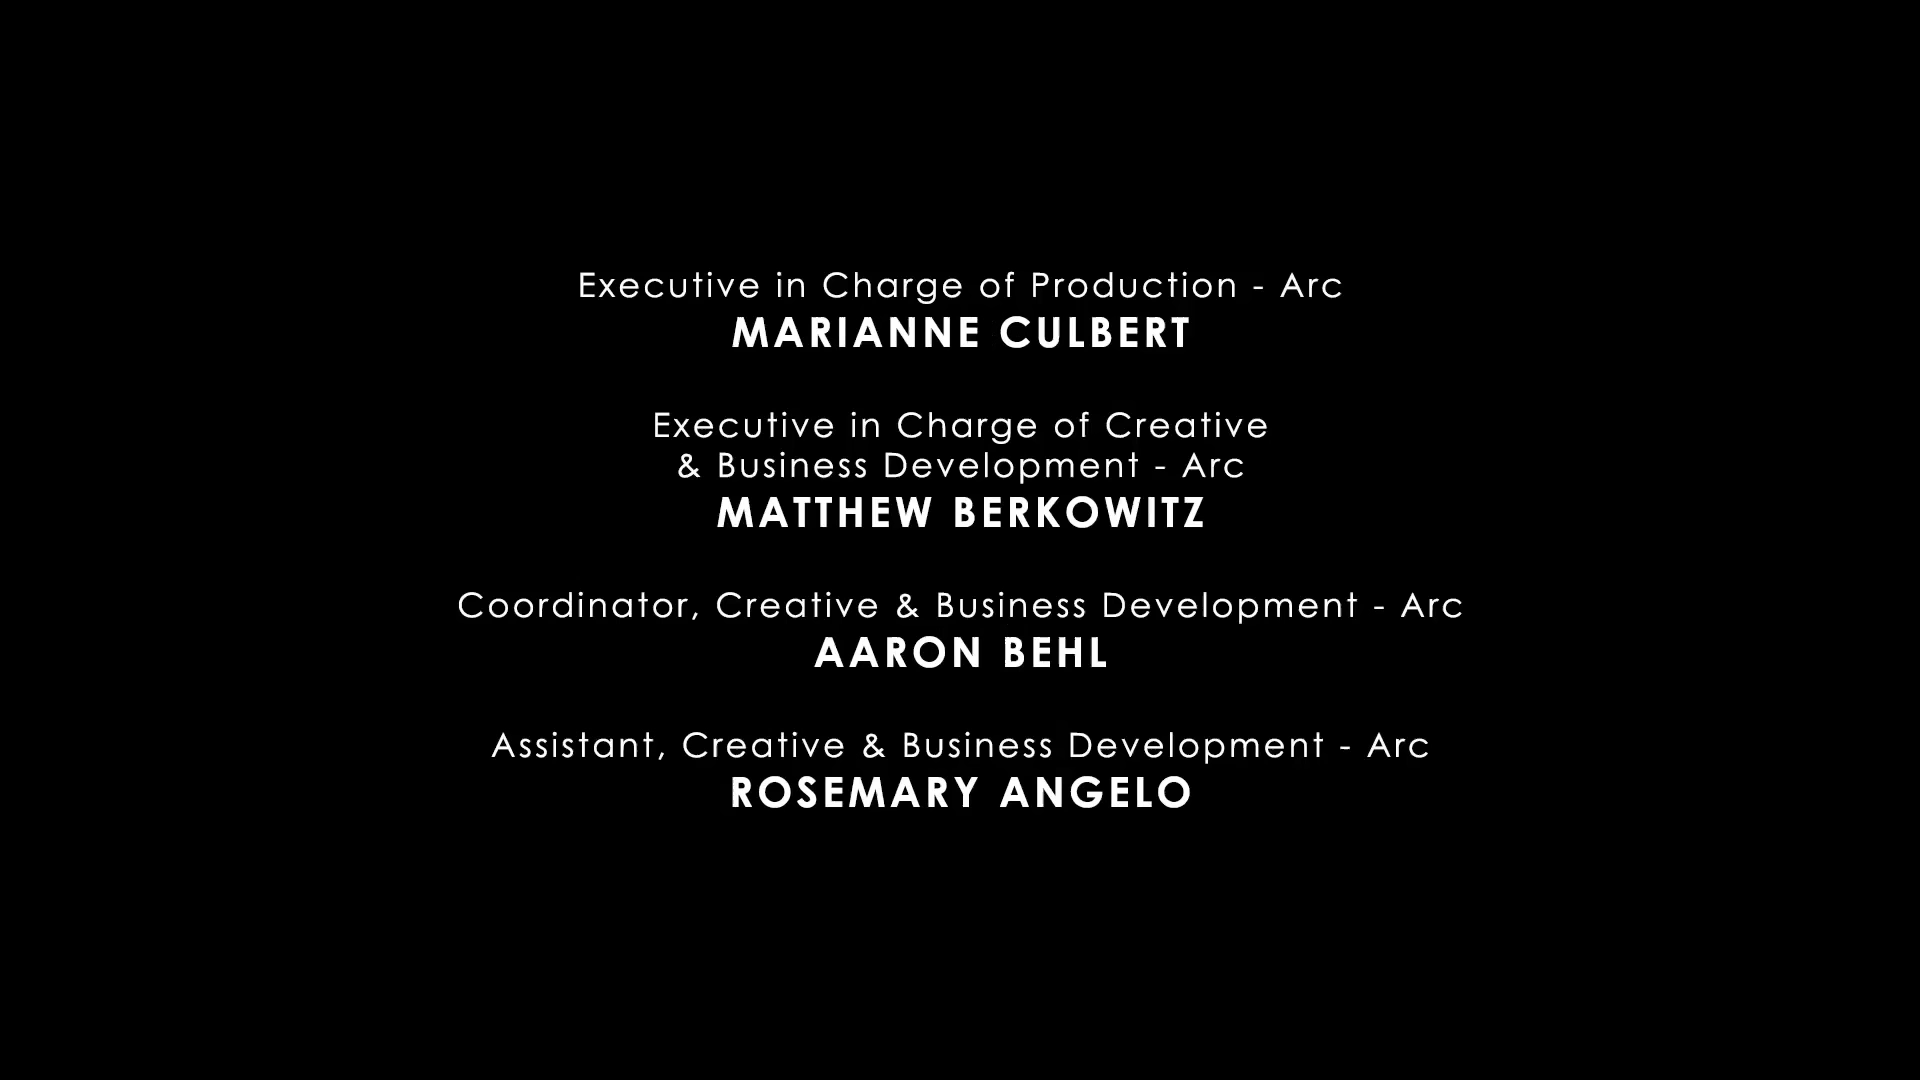 Executive in Charge of Production - Arc
MARIANNE CULBERT
Executive in Charge of Creative
& Business Development - Arc
MATTHEW BERKOWITZ
Coordinator, Creative & Business Development - Arc
AARON BEHL
Assistant, Creative & Business Development - Arc
ROSEMARY ANGELO